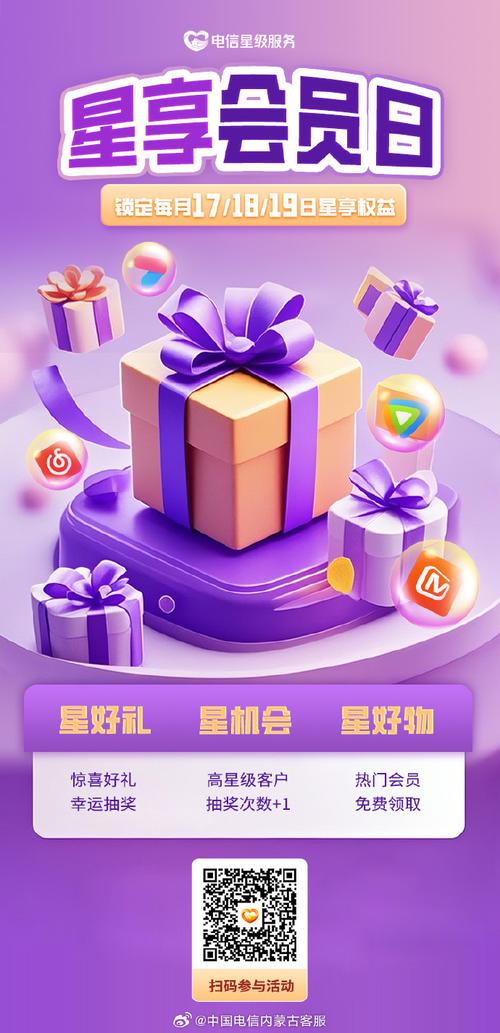 电信星级服务
星享会员日
锁定每月17/18/19日星享权益
星好礼 星机会 星好物
惊喜好礼 高星级客户 热门会员
幸运抽奖 抽奖次数+1 免费领取
扫码参与活动
@中国电信内蒙古客服